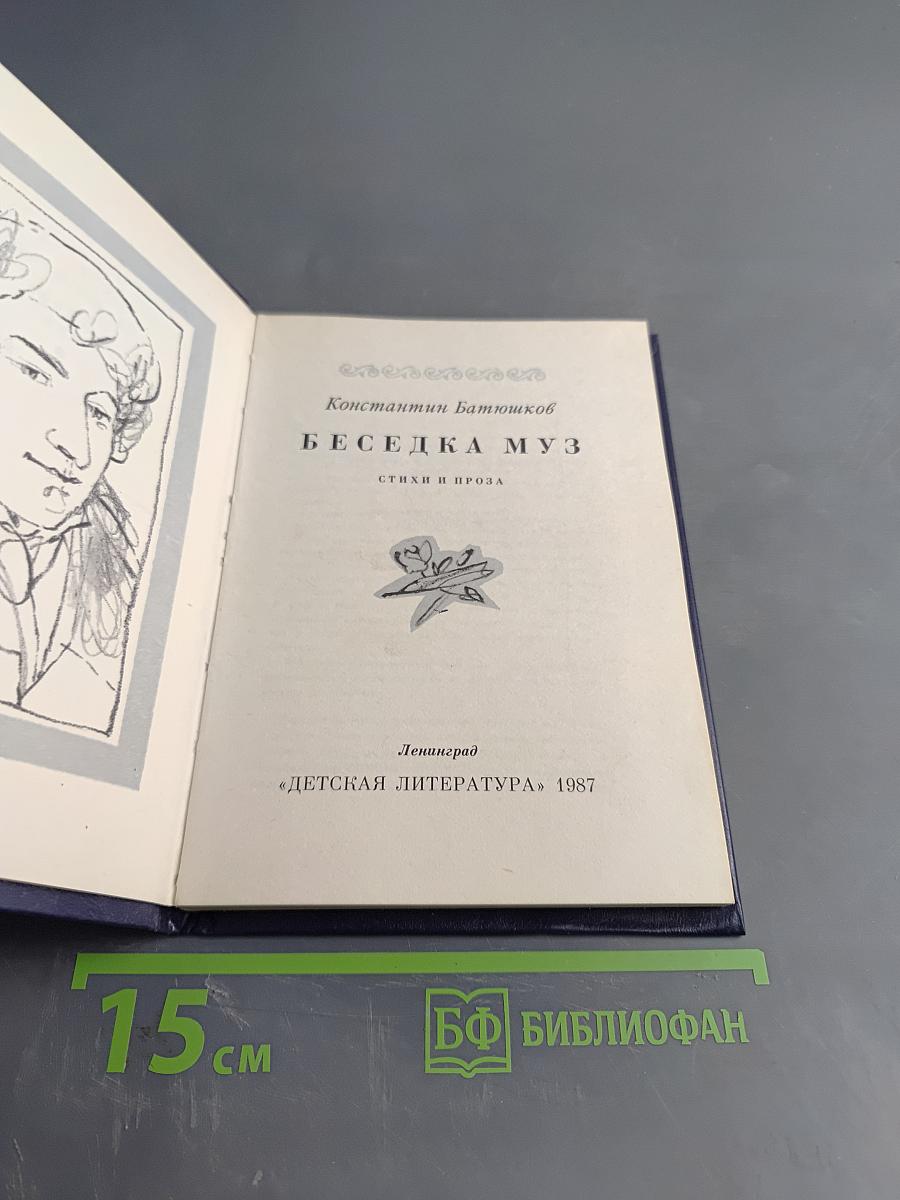 Константин Батюшков
БЕСЕДКА МУЗ
СТИХИ И ПРОЗА
Ленинград
«ДЕТСКАЯ ЛИТЕРАТУРА» 1987
15 см
БФ БИБЛИОФАН